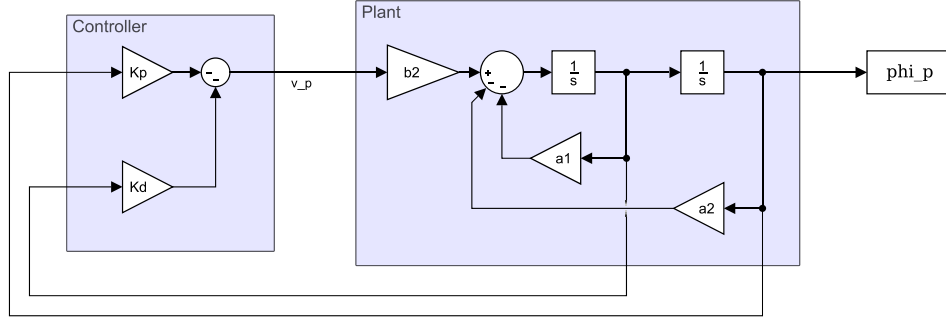 Controller
Plant
Kp
- -
v_p
b2
+ - -
1
s
1
s
phi_p
a1
Kd
a2